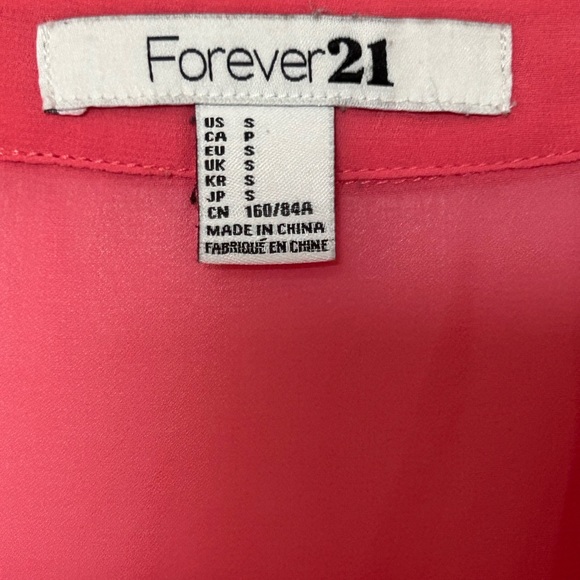 Forever21
US S
CA P
EU S
UK S
KR S
JP S
CN 160/84A
MADE IN CHINA
FABRIQUÉ EN CHINE